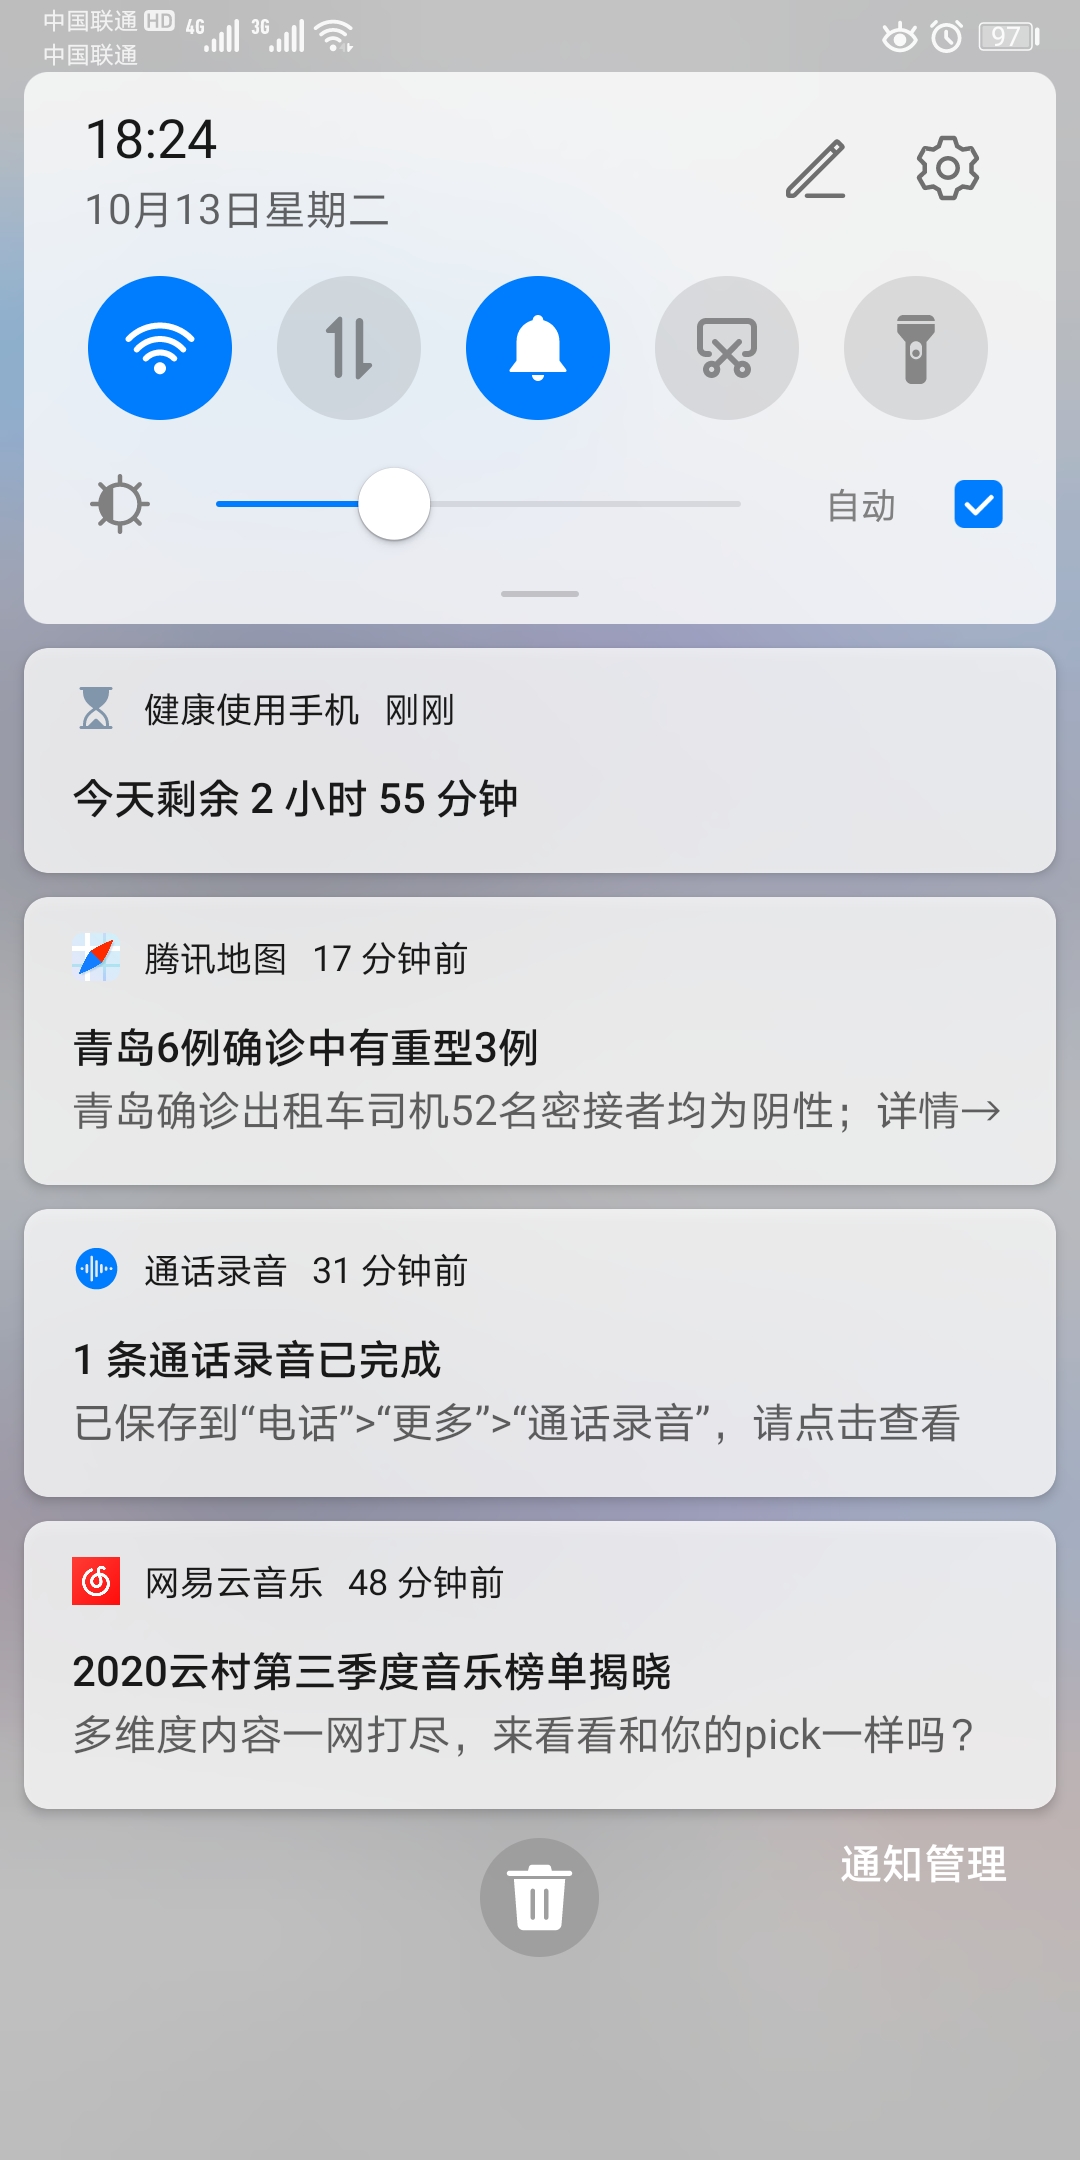 中国联通 HD 4G 3G 97
中国联通
18:24
10月13日星期二
自动
健康使用手机 刚刚
今天剩余 2 小时 55 分钟
腾讯地图 17 分钟前
青岛6例确诊中有重型3例
青岛确诊出租车司机52名密接者均为阴性；详情→
通话录音 31 分钟前
1 条通话录音已完成
已保存到“电话”>“更多”>“通话录音”，请点击查看
网易云音乐 48 分钟前
2020云村第三季度音乐榜单揭晓
多维度内容一网打尽，来看看和你的pick一样吗？
通知管理